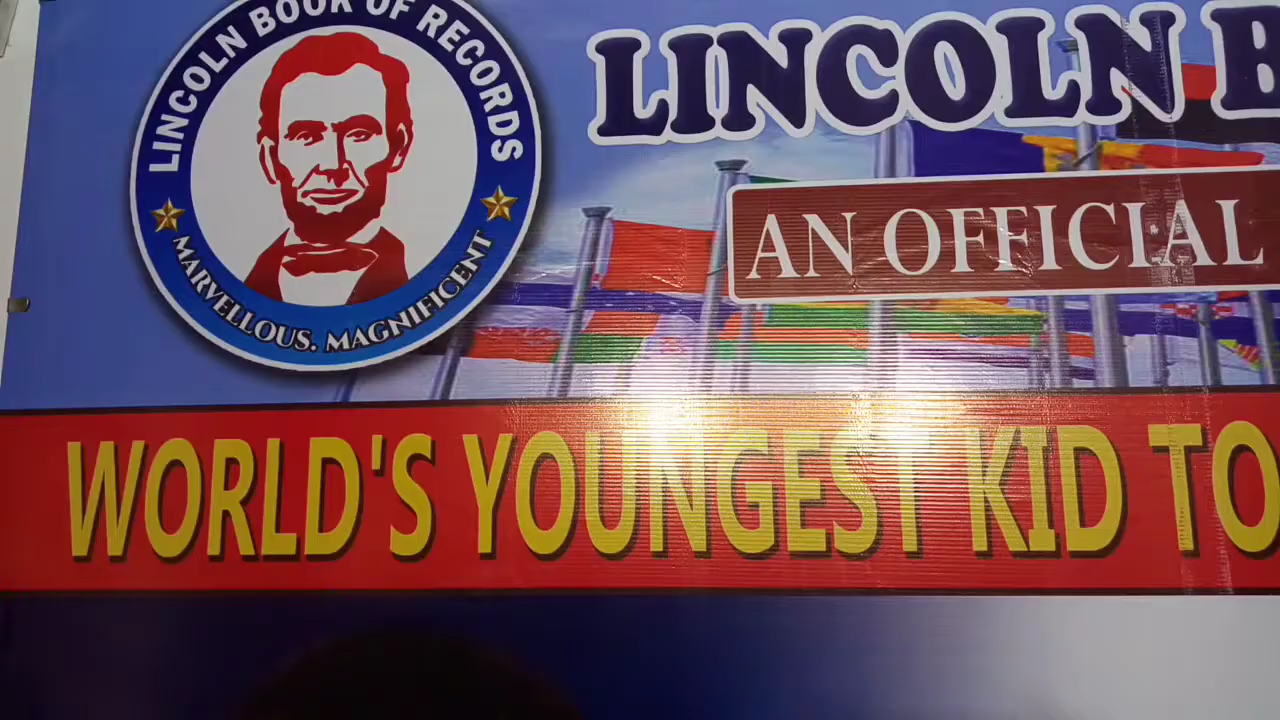 LINCOLN BOOK OF RECORDS
MARVELLOUS. MAGNIFICENT
LINCOLN B
AN OFFICIAL
WORLD'S YOUNGEST KID TO